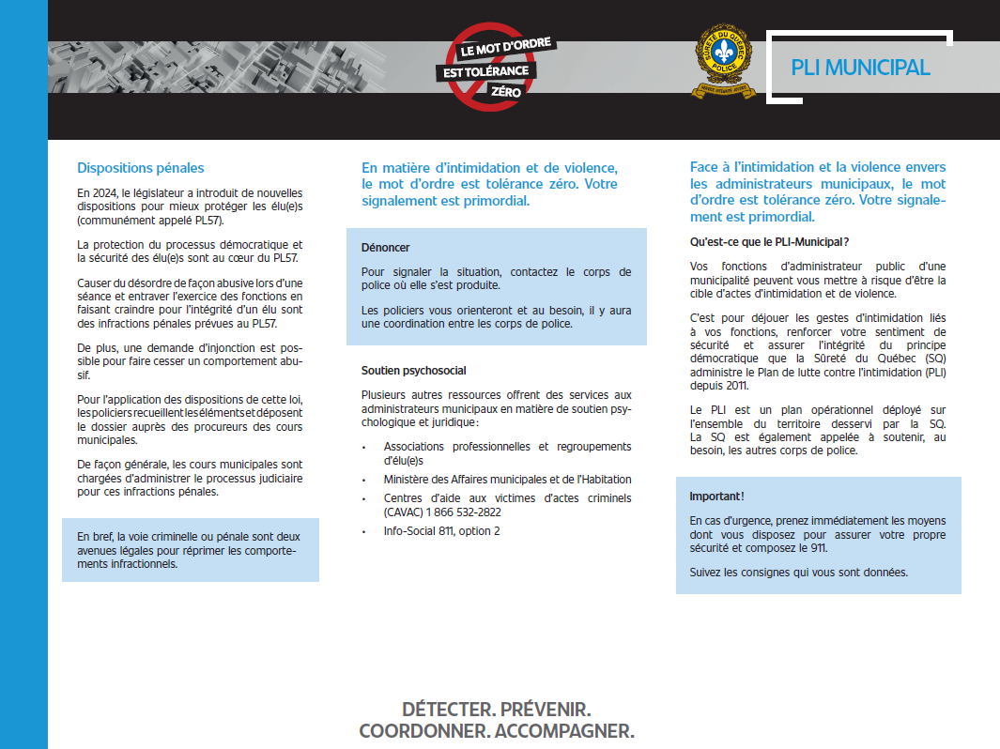 LE MOT D'ORDRE
EST TOLÉRANCE
ZÉRO
SÛRETÉ DU QUÉBEC
POLICE
SERVICE INTÉGRITÉ JUSTICE
PLI MUNICIPAL
Dispositions pénales
En 2024, le législateur a introduit de nouvelles
dispositions pour mieux protéger les élu(e)s
(communément appelé PL57).
La protection du processus démocratique et
la sécurité des élu(e)s sont au cœur du PL57.
Causer du désordre de façon abusive lors d'une
séance et entraver l'exercice des fonctions en
faisant craindre pour l'intégrité d'un élu sont
des infractions pénales prévues au PL57.
De plus, une demande d'injonction est pos-
sible pour faire cesser un comportement abu-
sif.
Pour l'application des dispositions de cette loi,
les policiers recueillent les éléments et déposent
le dossier auprès des procureurs des cours
municipales.
De façon générale, les cours municipales sont
chargées d'administrer le processus judiciaire
pour ces infractions pénales.
En bref, la voie criminelle ou pénale sont deux
avenues légales pour réprimer les comporte-
ments infractionnels.
En matière d'intimidation et de violence,
le mot d'ordre est tolérance zéro. Votre
signalement est primordial.
Dénoncer
Pour signaler la situation, contactez le corps de
police où elle s'est produite.
Les policiers vous orienteront et au besoin, il y aura
une coordination entre les corps de police.
Soutien psychosocial
Plusieurs autres ressources offrent des services aux
administrateurs municipaux en matière de soutien psy-
chologique et juridique :
• Associations professionnelles et regroupements
d'élu(e)s
• Ministère des Affaires municipales et de l'Habitation
• Centres d'aide aux victimes d'actes criminels
(CAVAC) 1 866 532-2822
• Info-Social 811, option 2
Face à l'intimidation et la violence envers
les administrateurs municipaux, le mot
d'ordre est tolérance zéro. Votre signale-
ment est primordial.
Qu'est-ce que le PLI-Municipal ?
Vos fonctions d'administrateur public d'une
municipalité peuvent vous mettre à risque d'être la
cible d'actes d'intimidation et de violence.
C'est pour déjouer les gestes d'intimidation liés
à vos fonctions, renforcer votre sentiment de
sécurité et assurer l'intégrité du principe
démocratique que la Sûreté du Québec (SQ)
administre le Plan de lutte contre l'intimidation (PLI)
depuis 2011.
Le PLI est un plan opérationnel déployé sur
l'ensemble du territoire desservi par la SQ.
La SQ est également appelée à soutenir, au
besoin, les autres corps de police.
Important !
En cas d'urgence, prenez immédiatement les moyens
dont vous disposez pour assurer votre propre
sécurité et composez le 911.
Suivez les consignes qui vous sont données.
DÉTECTER. PRÉVENIR.
COORDONNER. ACCOMPAGNER.